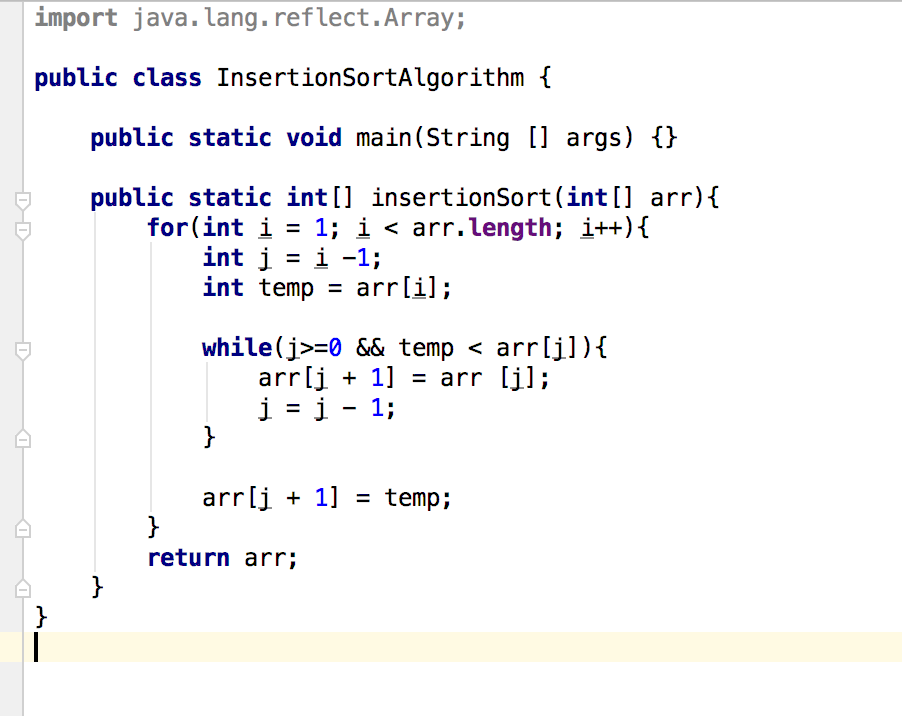 import java.lang.reflect.Array;
public class InsertionSortAlgorithm {
public static void main(String [] args) {}
public static int[] insertionSort(int[] arr){
for(int i = 1; i < arr.length; i++){
int j = i -1;
int temp = arr[i];
while(j>=0 && temp < arr[j]){
arr[j + 1] = arr [j];
j = j - 1;
}
arr[j + 1] = temp;
}
return arr;
}
}